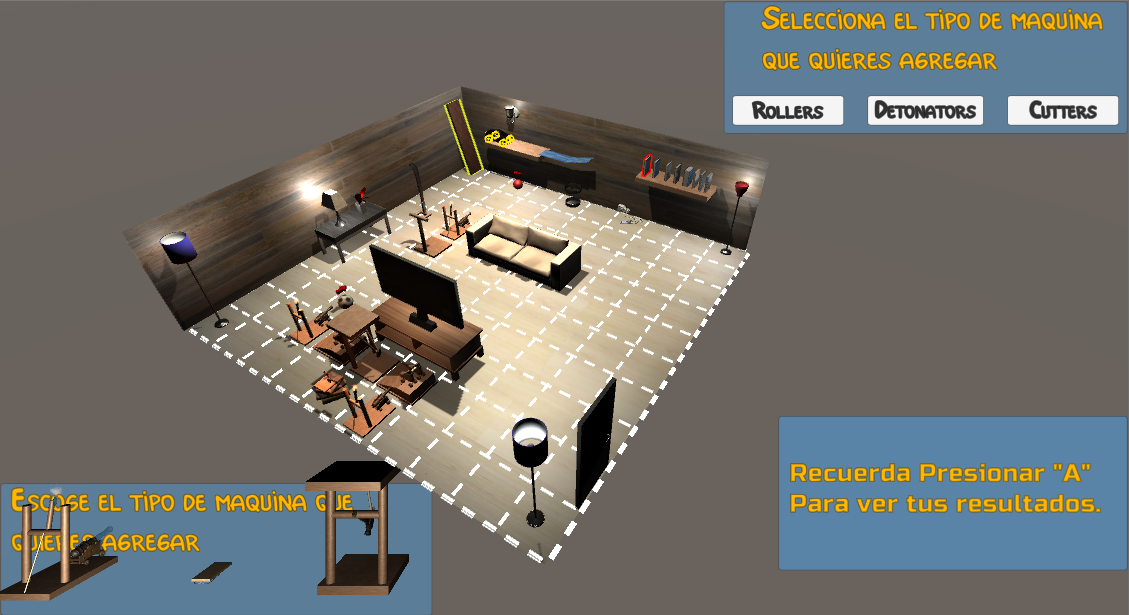 Selecciona el tipo de maquina
que quieres agregar
Rollers
Detonators
Cutters
Recuerda Presionar "A"
Para ver tus resultados.
Escoge el tipo de maquina que
quieres agregar